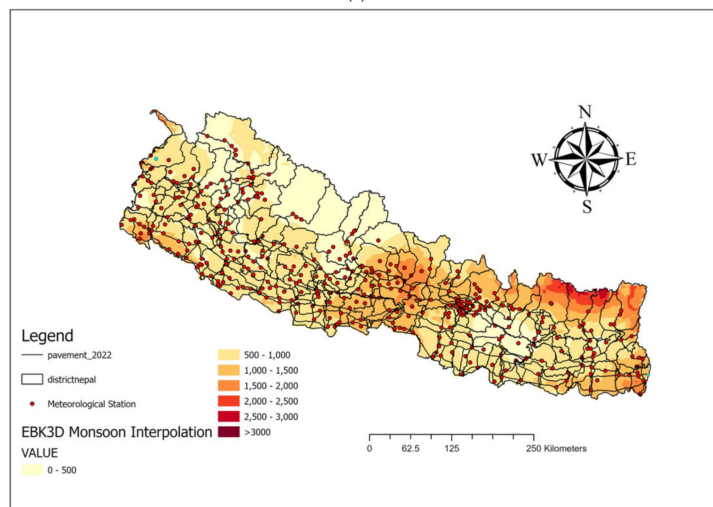 N
W E
S
Legend
pavement_2022
districtnepal
Meteorological Station
EBK3D Monsoon Interpolation
VALUE
0 - 500
500 - 1,000
1,000 - 1,500
1,500 - 2,000
2,000 - 2,500
2,500 - 3,000
>3000
0 62.5 125 250 Kilometers